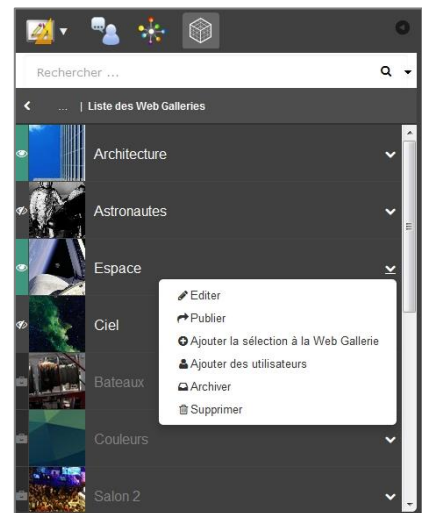 Rechercher ...
... | Liste des Web Galleries
Architecture
Astronautes
Espace
Editer
Publier
Ajouter la sélection à la Web Gallerie
Ajouter des utilisateurs
Archiver
Supprimer
Ciel
Bateaux
Couleurs
Salon 2